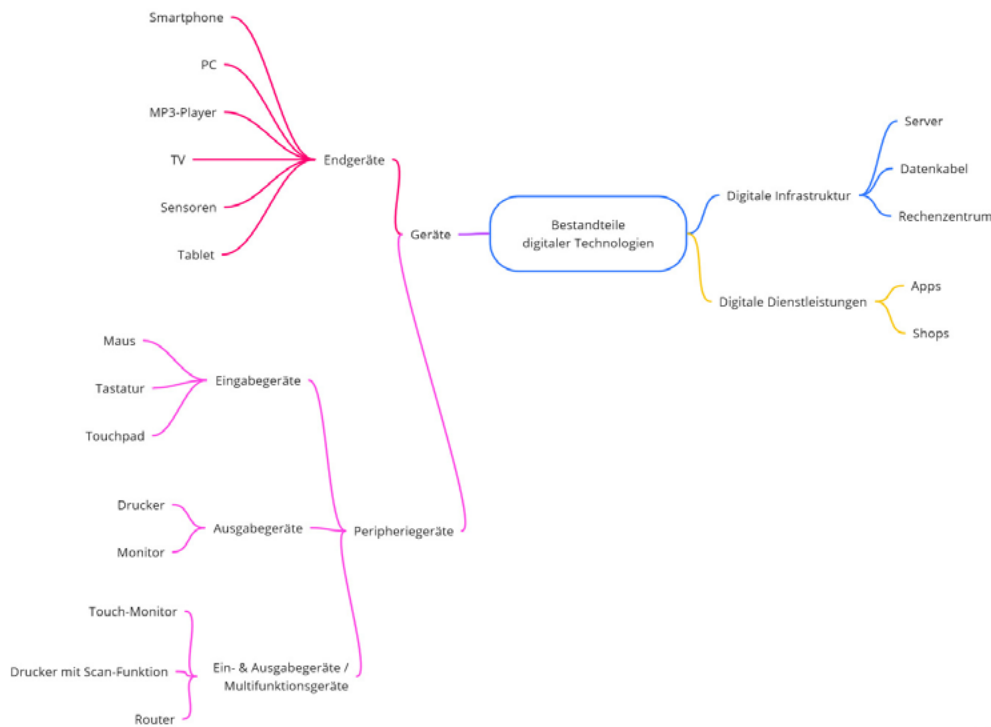 Smartphone
PC
MP3-Player
TV
Sensoren
Tablet
Endgeräte
Geräte
Maus
Tastatur
Touchpad
Eingabegeräte
Drucker
Monitor
Ausgabegeräte
Peripheriegeräte
Touch-Monitor
Drucker mit Scan-Funktion
Router
Ein- & Ausgabegeräte /
Multifunktionsgeräte
Bestandteile
digitaler Technologien
Digitale Infrastruktur
Server
Datenkabel
Rechenzentrum
Digitale Dienstleistungen
Apps
Shops